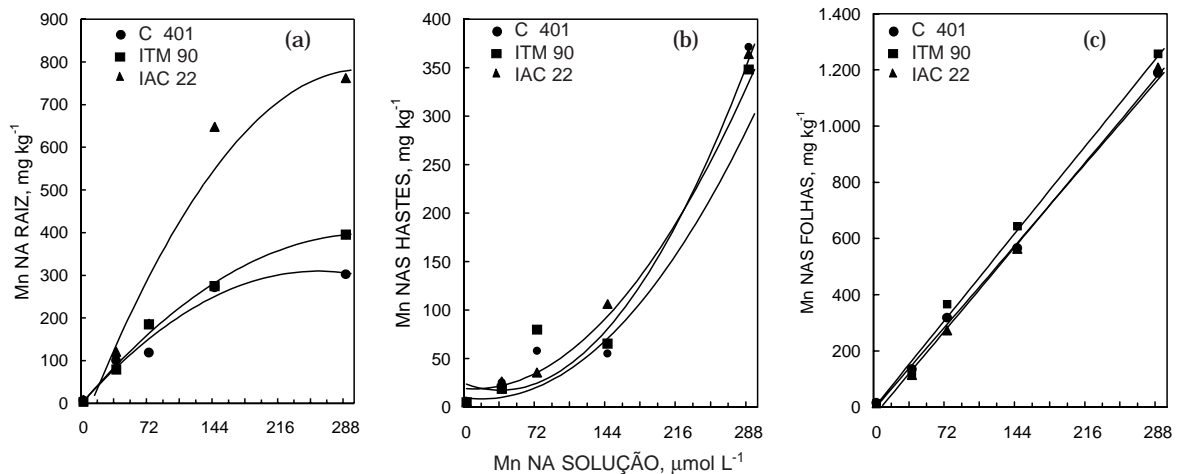 (a)
C 401
ITM 90
IAC 22
Mn NA RAIZ, mg kg-1
900
800
700
600
500
400
300
200
100
0
0 72 144 216 288
(b)
C 401
ITM 90
IAC 22
Mn NAS HASTES, mg kg-1
400
350
300
250
200
150
100
50
0
0 72 144 216 288
(c)
C 401
ITM 90
IAC 22
Mn NAS FOLHAS, mg kg-1
1.400
1.200
1.000
800
600
400
200
0
0 72 144 216 288
Mn NA SOLUÇÃO, μmol L-1